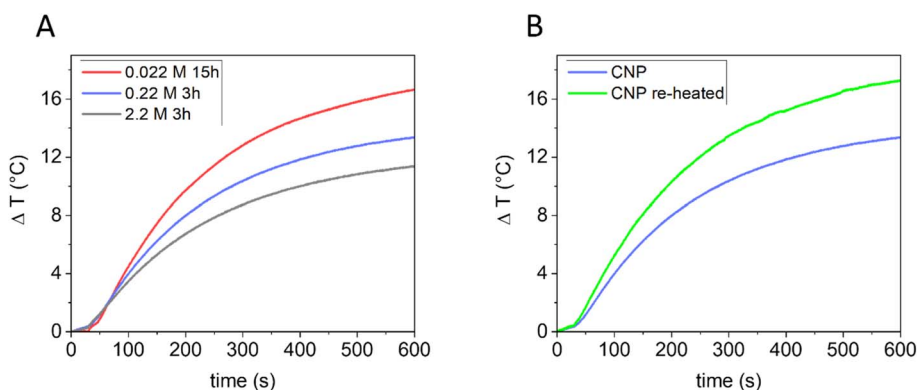 A
0.022 M 15h
0.22 M 3h
2.2 M 3h
16
12
8
4
0
Δ T (°C)
0 100 200 300 400 500 600
time (s)
B
CNP
CNP re-heated
16
12
8
4
0
Δ T (°C)
0 100 200 300 400 500 600
time (s)